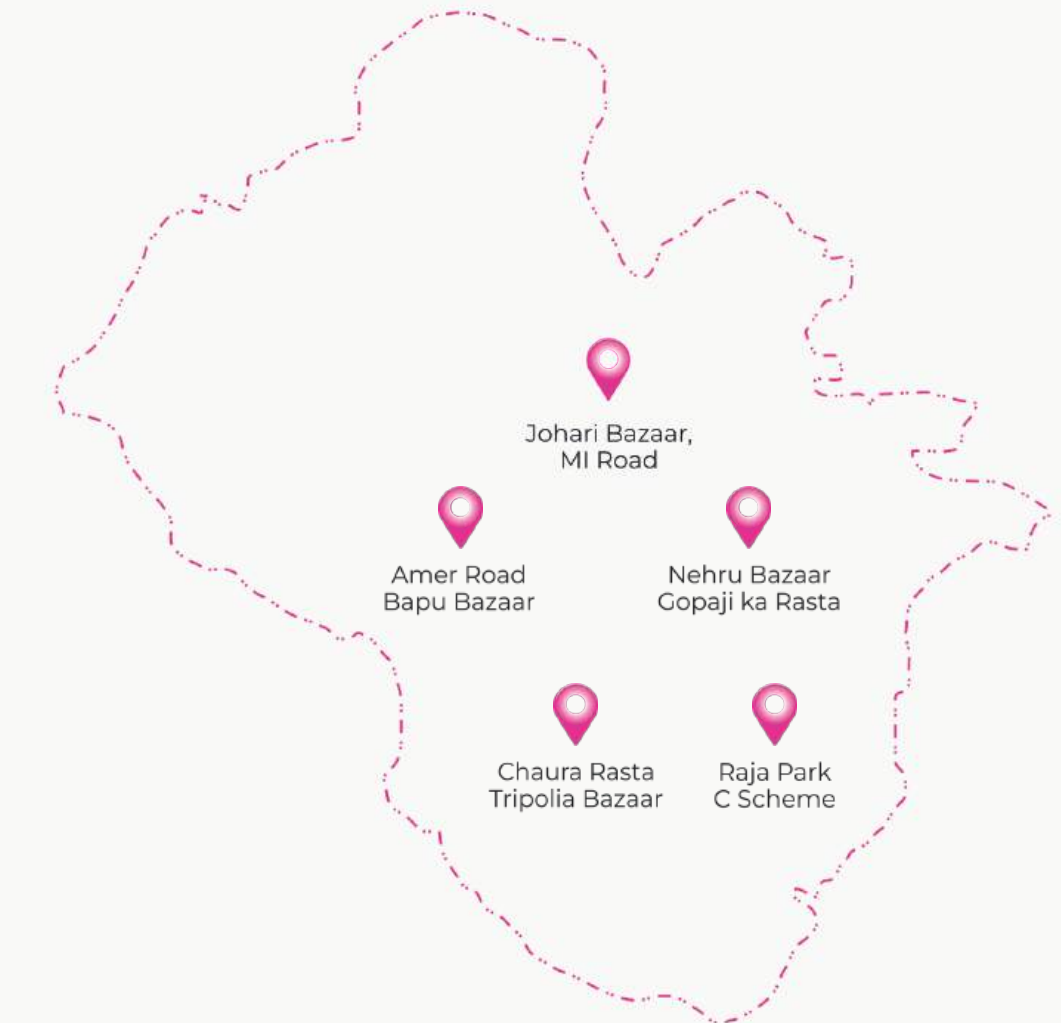 Johari Bazaar,
MI Road
Amer Road
Bapu Bazaar
Nehru Bazaar
Gopaji ka Rasta
Chaura Rasta
Tripolia Bazaar
Raja Park
C Scheme